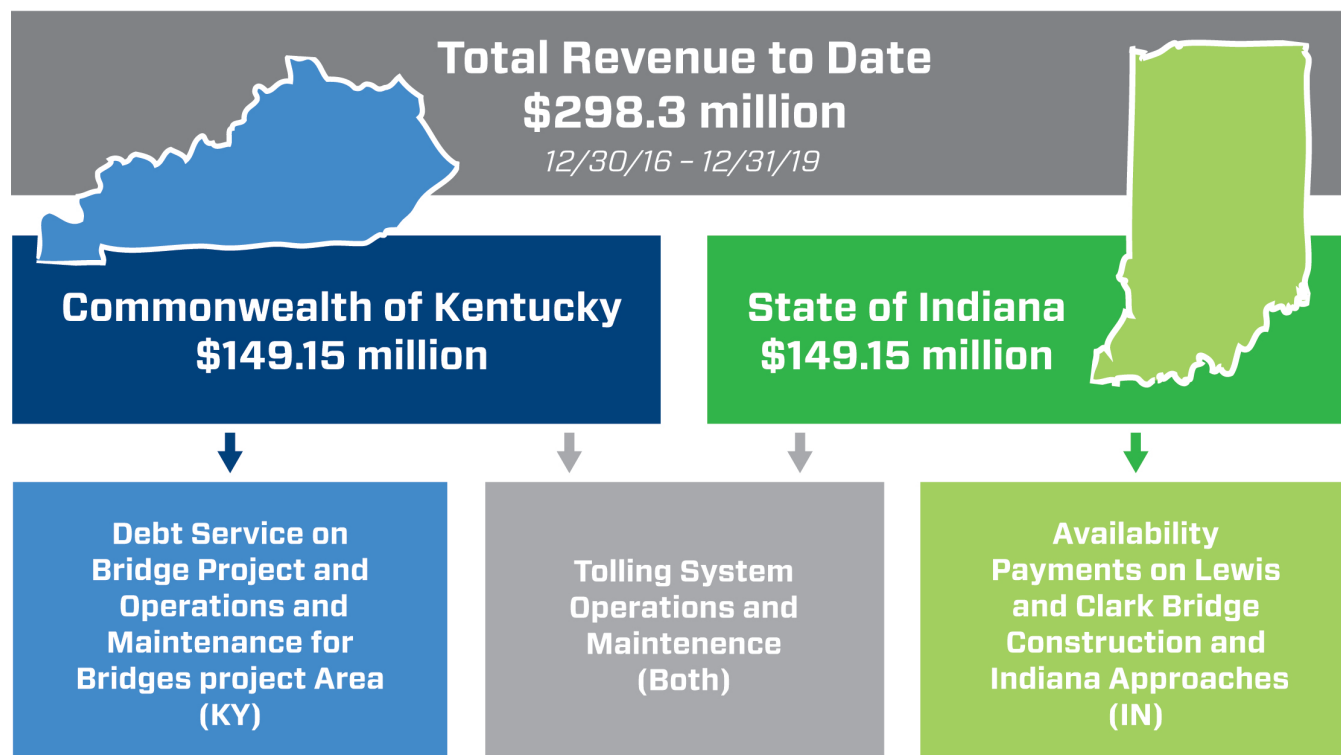 Total Revenue to Date
$298.3 million
12/30/16 – 12/31/19
Commonwealth of Kentucky
$149.15 million
State of Indiana
$149.15 million
Debt Service on
Bridge Project and
Operations and
Maintenance for
Bridges project Area
(KY)
Tolling System
Operations and
Maintenence
(Both)
Availability
Payments on Lewis
and Clark Bridge
Construction and
Indiana Approaches
(IN)